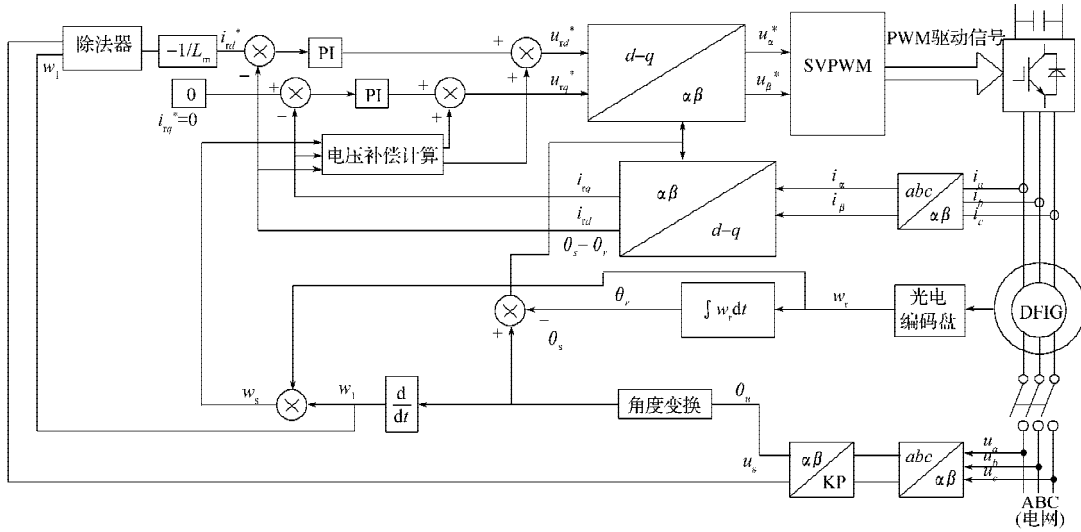 除法器
-1/Lm
ird*
PI
+
urd*
d-q
αβ
uα*
uβ*
SVPWM
PWM驱动信号
w1
-
0
irq*=0
+
-
PI
+
+
+
urq*
电压补偿计算
irq
ird
θs-θr
αβ
d-q
iα
iβ
abc
αβ
ia
ib
ic
θr
∫wrdt
wr
光电
编码盘
DFIG
-
+
θs
ws
w1
d
dt
角度变换
θu
us
αβ
KP
abc
αβ
ua
ub
uc
ABC
(电网)